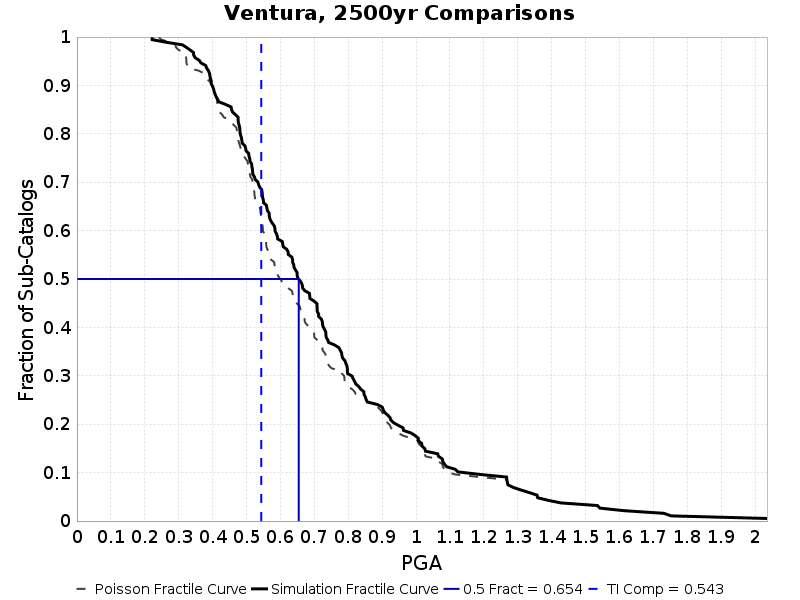 Ventura, 2500yr Comparisons
Fraction of Sub-Catalogs
1
0.9
0.8
0.7
0.6
0.5
0.4
0.3
0.2
0.1
0
0 0.1 0.2 0.3 0.4 0.5 0.6 0.7 0.8 0.9 1 1.1 1.2 1.3 1.4 1.5 1.6 1.7 1.8 1.9 2
PGA
Poisson Fractile Curve Simulation Fractile Curve 0.5 Fract = 0.654 TI Comp = 0.543